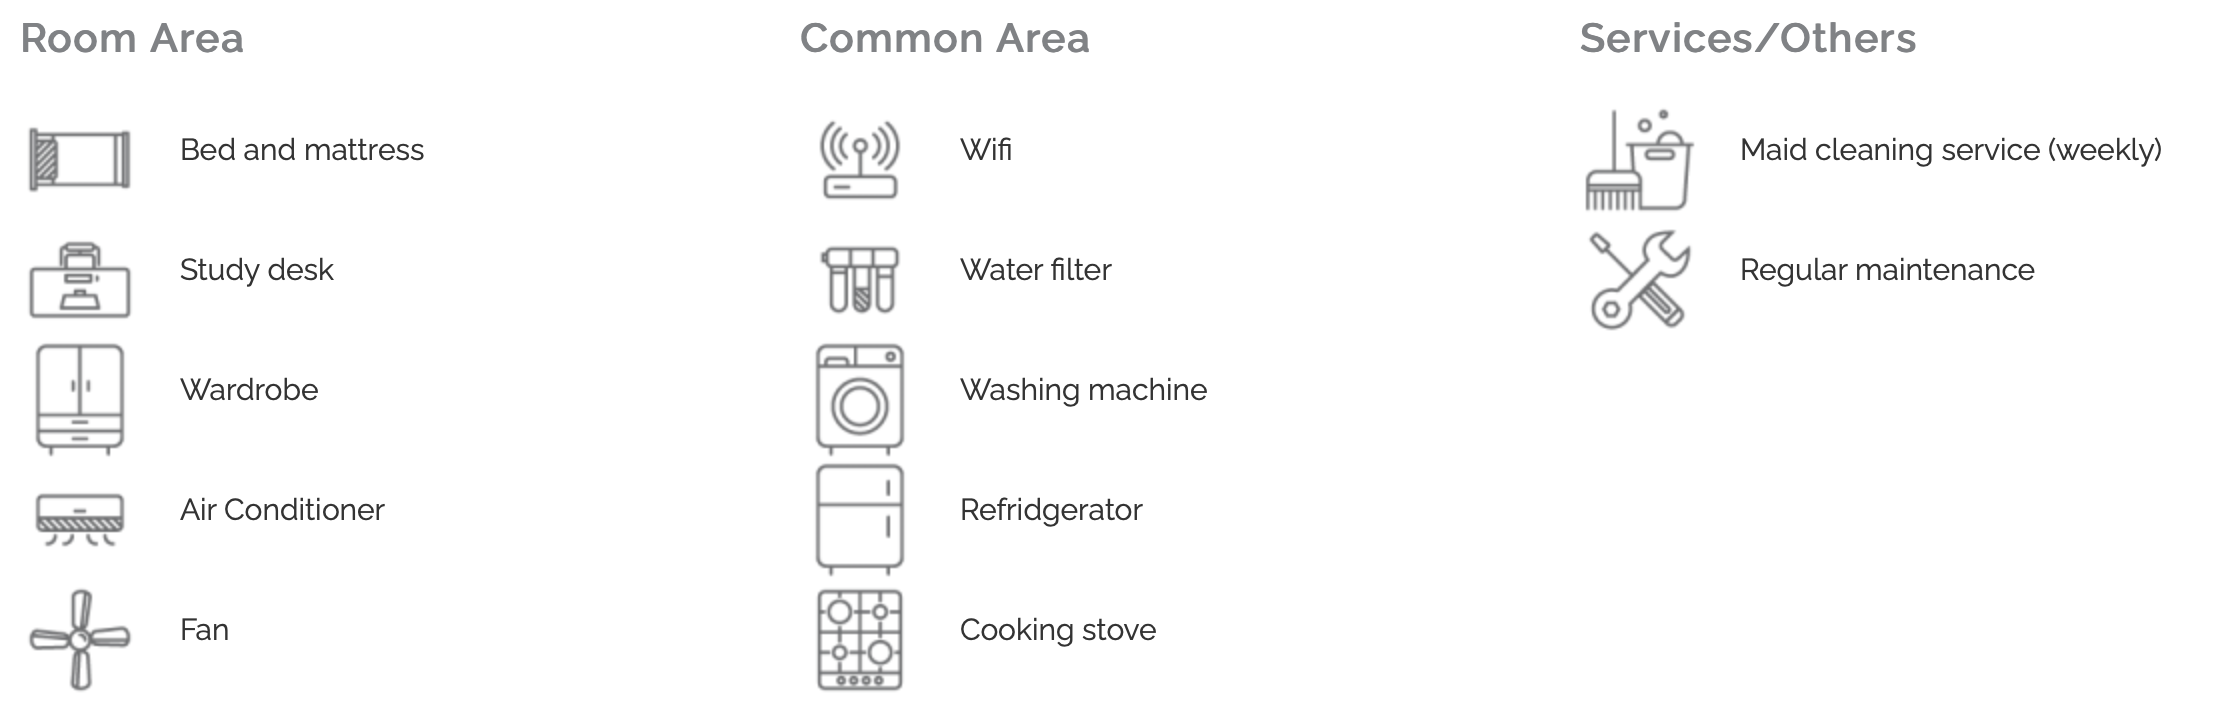 Room Area
Bed and mattress
Study desk
Wardrobe
Air Conditioner
Fan
Common Area
Wifi
Water filter
Washing machine
Refridgerator
Cooking stove
Services/Others
Maid cleaning service (weekly)
Regular maintenance